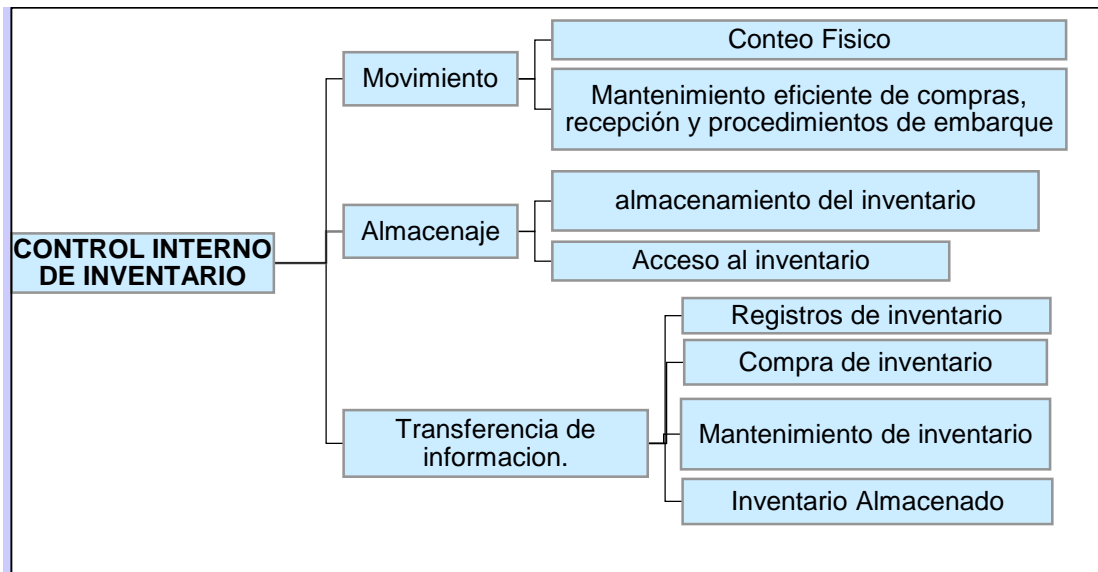 CONTROL INTERNO
DE INVENTARIO
Movimiento
Conteo Fisico
Mantenimiento eficiente de compras,
recepción y procedimientos de embarque
Almacenaje
almacenamiento del inventario
Acceso al inventario
Transferencia de
informacion.
Registros de inventario
Compra de inventario
Mantenimiento de inventario
Inventario Almacenado